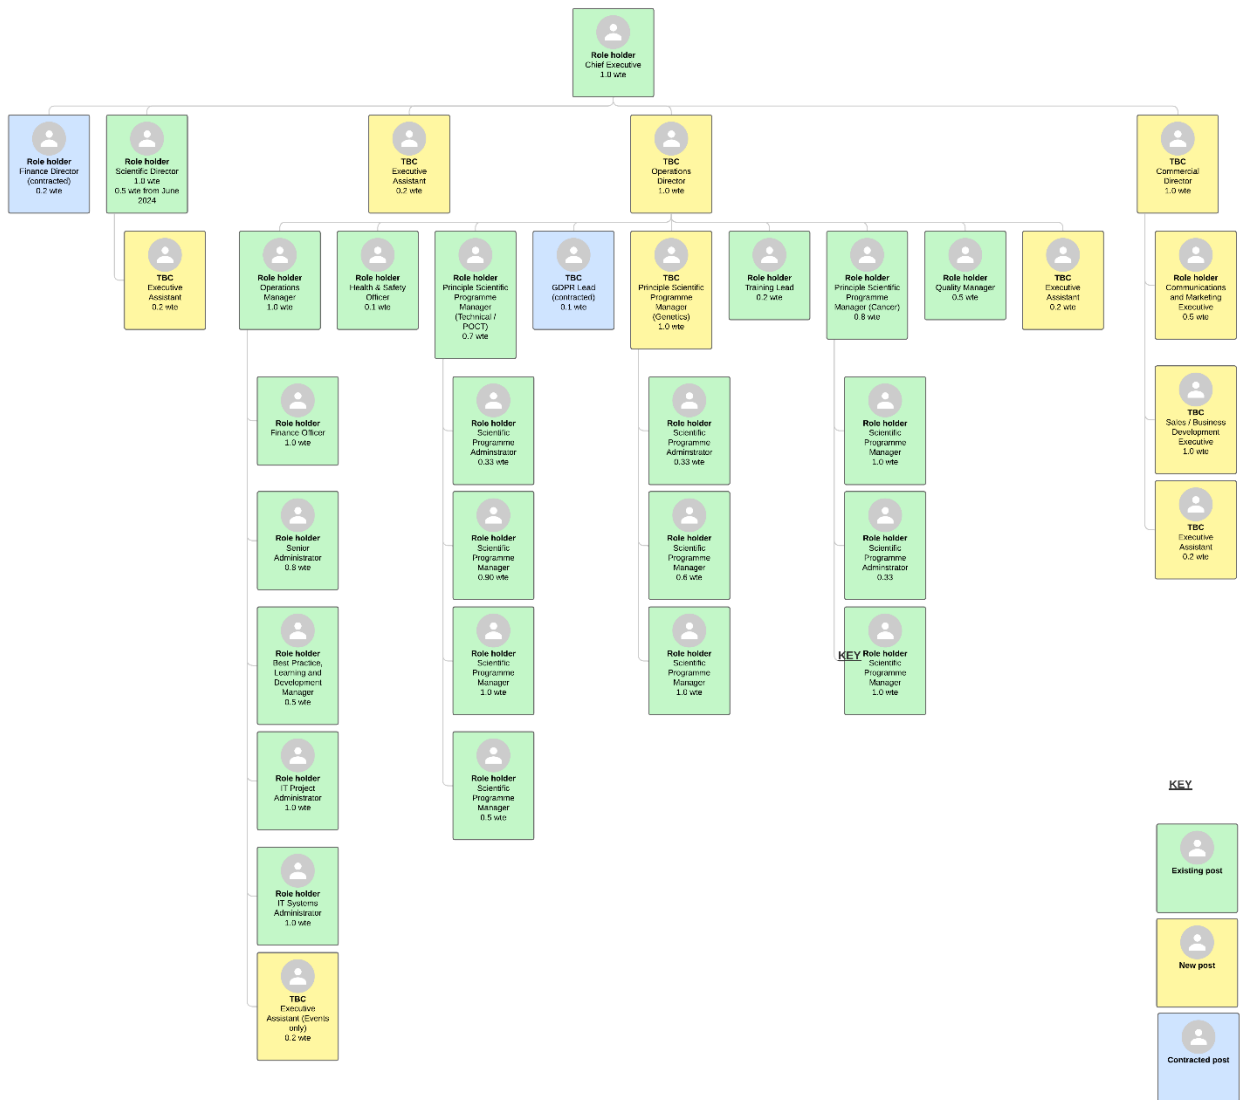 Role holder
Chief Executive
1.0 wte
Role holder
Finance Director
(contracted)
0.2 wte
Role holder
Scientific Director
1.0 wte
0.5 wte from June
2024
TBC
Executive
Assistant
0.2 wte
TBC
Operations
Director
1.0 wte
TBC
Commercial
Director
1.0 wte
TBC
Executive
Assistant
0.2 wte
Role holder
Operations
Manager
1.0 wte
Role holder
Health & Safety
Officer
0.1 wte
Role holder
Principle Scientific
Programme
Manager
(Technical /
POCT)
0.7 wte
TBC
GDPR Lead
(contracted)
0.1 wte
TBC
Principle Scientific
Programme
Manager
(Genetics)
1.0 wte
Role holder
Training Lead
0.2 wte
Role holder
Principle Scientific
Programme
Manager (Cancer)
0.8 wte
Role holder
Quality Manager
0.5 wte
TBC
Executive
Assistant
0.2 wte
Role holder
Communications
and Marketing
Executive
0.5 wte
Role holder
Finance Officer
1.0 wte
Role holder
Scientific
Programme
Adminstrator
0.33 wte
Role holder
Scientific
Programme
Adminstrator
0.33 wte
Role holder
Scientific
Programme
Manager
1.0 wte
TBC
Sales / Business
Development
Executive
1.0 wte
Role holder
Senior
Administrator
0.8 wte
Role holder
Scientific
Programme
Manager
0.90 wte
Role holder
Scientific
Programme
Manager
0.6 wte
Role holder
Scientific
Programme
Adminstrator
0.33
TBC
Executive
Assistant
0.2 wte
Role holder
Best Practice,
Learning and
Development
Manager
0.5 wte
Role holder
Scientific
Programme
Manager
1.0 wte
Role holder
Scientific
Programme
Manager
1.0 wte
KEY
Role holder
Scientific
Programme
Manager
1.0 wte
Role holder
IT Project
Administrator
1.0 wte
Role holder
Scientific
Programme
Manager
0.5 wte
KEY
Role holder
IT Systems
Administrator
1.0 wte
Existing post
TBC
Executive
Assistant (Events
only)
0.2 wte
New post
Contracted post